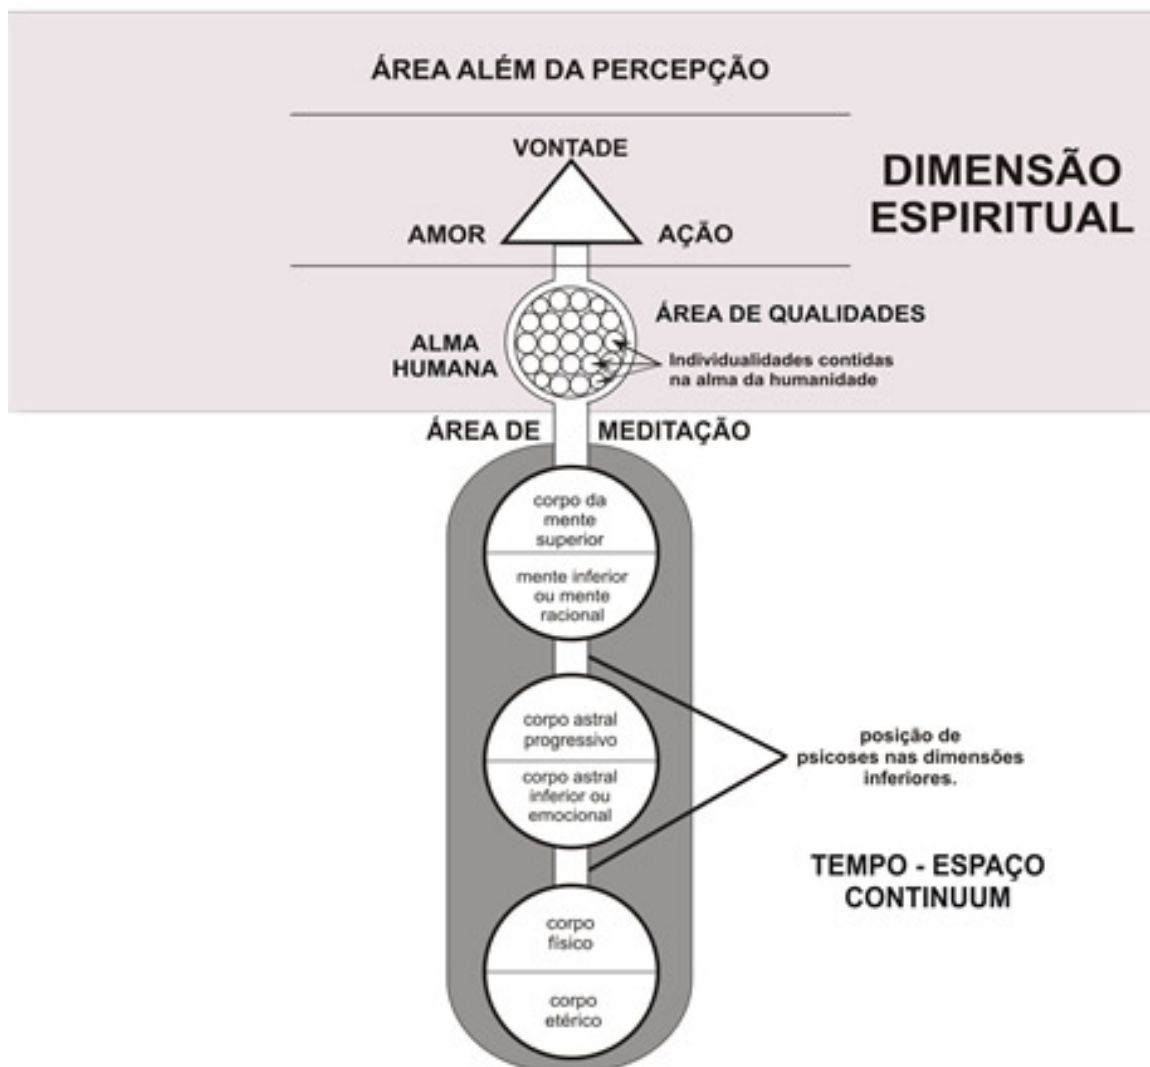 ÁREA ALÉM DA PERCEPÇÃO
VONTADE
DIMENSÃO
ESPIRITUAL
AMOR
AÇÃO
ÁREA DE QUALIDADES
ALMA
HUMANA
Individualidades contidas
na alma da humanidade
ÁREA DE MEDITAÇÃO
corpo da
mente
superior
mente inferior
ou mente
racional
corpo astral
progressivo
corpo astral
inferior ou
emocional
posição de
psicoses nas dimensões
inferiores.
TEMPO - ESPAÇO
CONTINUUM
corpo
físico
corpo
etérico